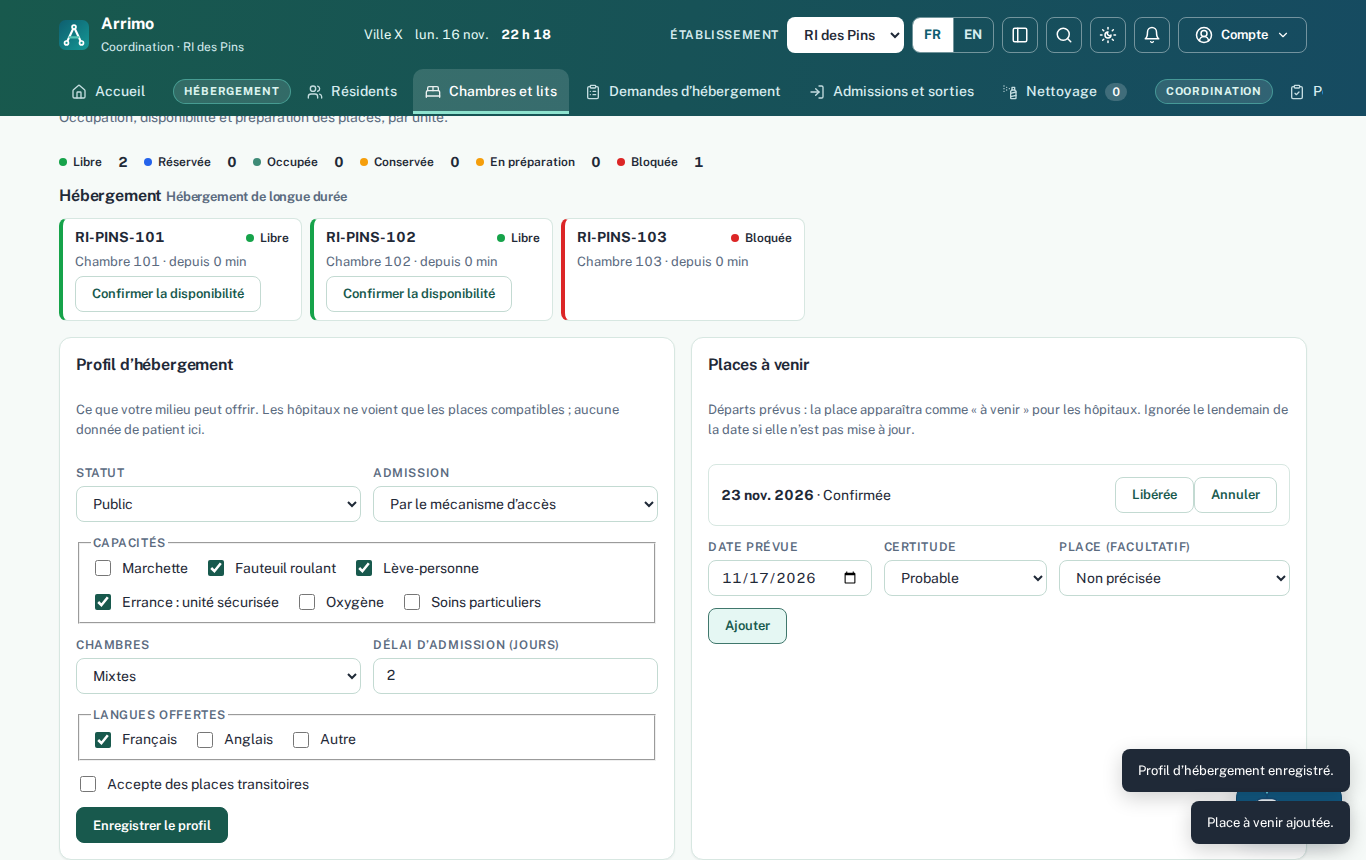 Arrimo
Coordination · RI des Pins
Ville X lun. 16 nov. 22 h 18
ÉTABLISSEMENT RI des Pins FR EN Compte
Accueil HÉBERGEMENT Résidents Chambres et lits Demandes d’hébergement Admissions et sorties Nettoyage 0 COORDINATION
Occupation, disponibilité et préparation des places, par unité.
Libre 2 Réservée 0 Occupée 0 Conservée 0 En préparation 0 Bloquée 1
Hébergement Hébergement de longue durée
RI-PINS-101 Libre
Chambre 101 · depuis 0 min
Confirmer la disponibilité
RI-PINS-102 Libre
Chambre 102 · depuis 0 min
Confirmer la disponibilité
RI-PINS-103 Bloquée
Chambre 103 · depuis 0 min
Profil d’hébergement
Ce que votre milieu peut offrir. Les hôpitaux ne voient que les places compatibles ; aucune
donnée de patient ici.
STATUT ADMISSION
Public Par le mécanisme d’accès
CAPACITÉS
Marchette Fauteuil roulant Lève-personne
Errance : unité sécurisée Oxygène Soins particuliers
CHAMBRES DÉLAI D’ADMISSION (JOURS)
Mixtes 2
LANGUES OFFERTES
Français Anglais Autre
Accepte des places transitoires
Enregistrer le profil
Places à venir
Départs prévus : la place apparaîtra comme « à venir » pour les hôpitaux. Ignorée le lendemain de
la date si elle n’est pas mise à jour.
23 nov. 2026 · Confirmée Libérée Annuler
DATE PRÉVUE CERTITUDE PLACE (FACULTATIF)
11/17/2026 Probable Non précisée
Ajouter
Profil d’hébergement enregistré.
Place à venir ajoutée.